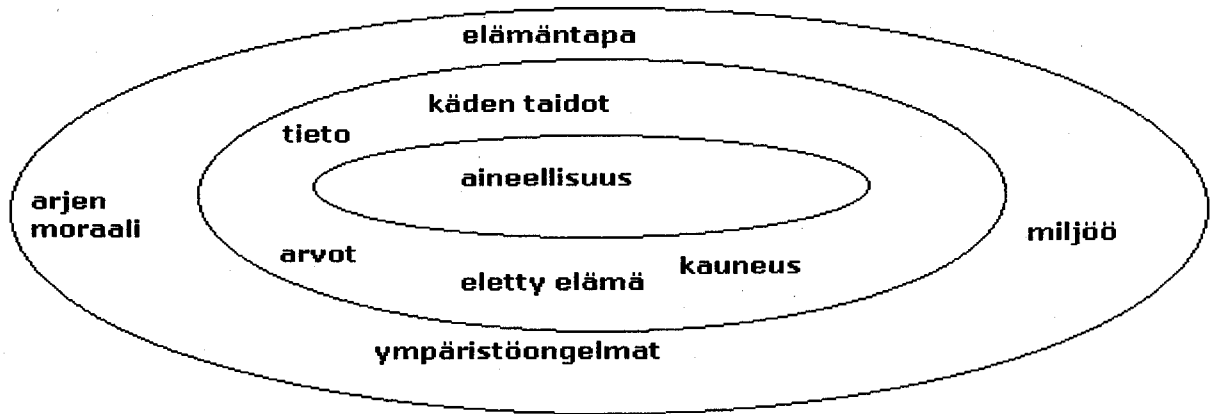 elämäntapa
käden taidot
tieto
aineellisuus
arjen
moraali
miljöö
arvot
kauneus
eletty elämä
ympäristöongelmat